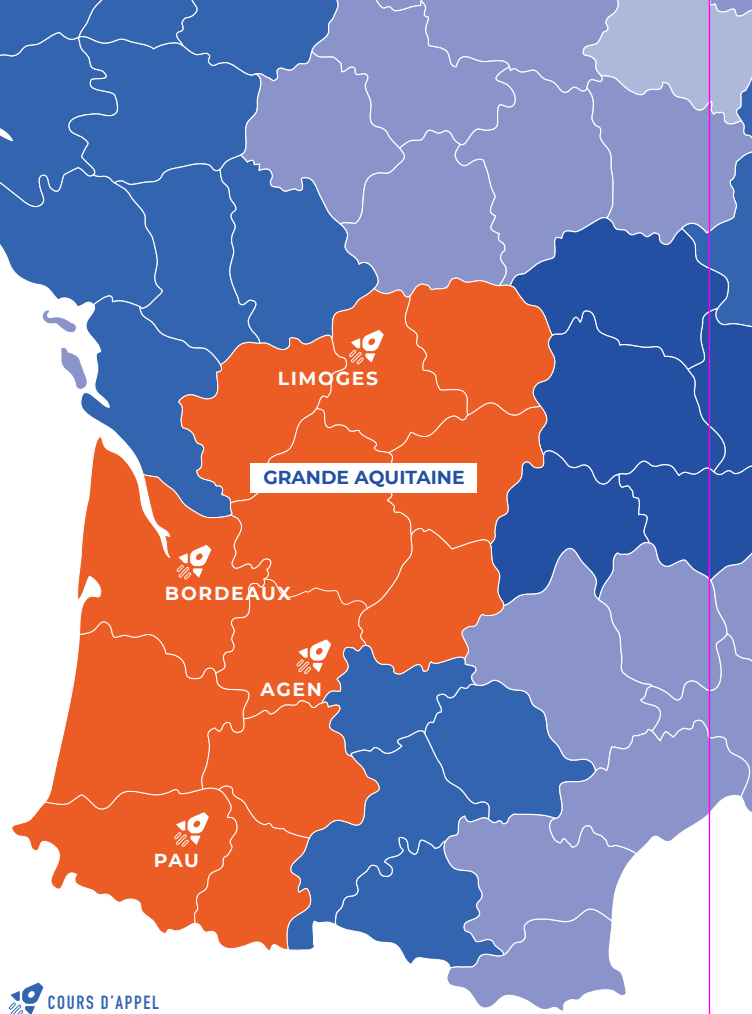 LIMOGES
GRANDE AQUITAINE
BORDEAUX
AGEN
PAU
COURS D'APPEL